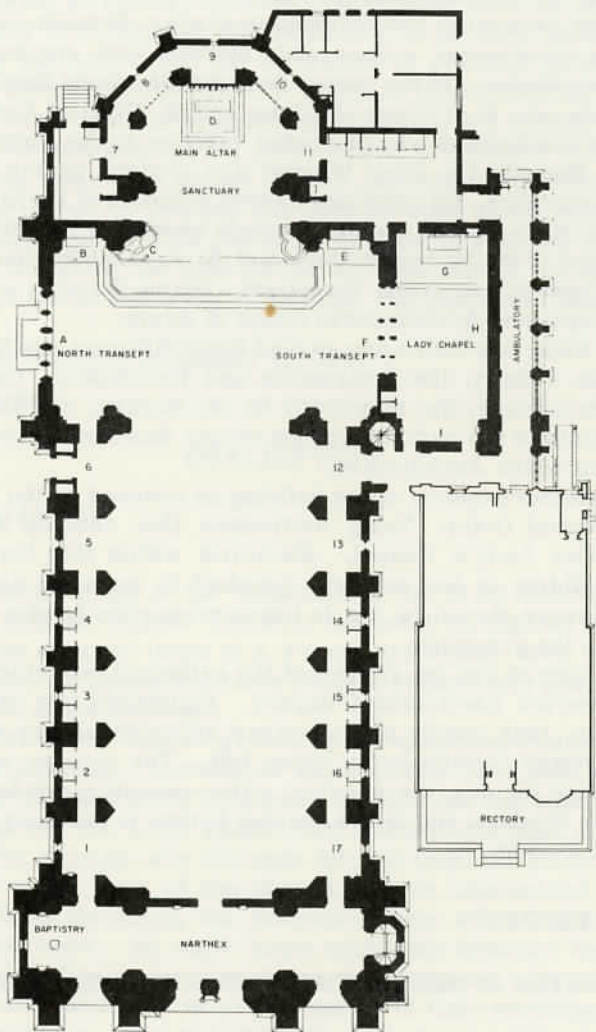 9
8
10
D
7
MAIN ALTAR
11
SANCTUARY
B
C
E
G
A
NORTH TRANSEPT
SOUTH TRANSEPT
LADY CHAPEL
H
AMBULATORY
I
6
12
5
13
4
14
3
15
2
16
RECTORY
1
17
BAPTISTRY
NARTHEX